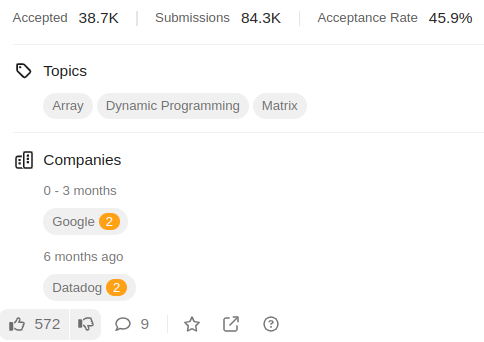 Accepted 38.7K Submissions 84.3K Acceptance Rate 45.9%
Topics
Array Dynamic Programming Matrix
Companies
0 - 3 months
Google 2
6 months ago
Datadog 2
572 9